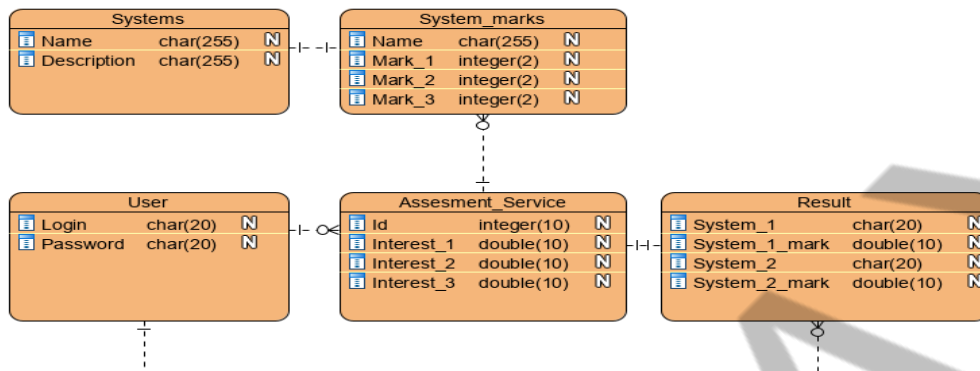 Systems
Name char(255) N
Description char(255) N
System_marks
Name char(255) N
Mark_1 integer(2) N
Mark_2 integer(2) N
Mark_3 integer(2) N
User
Login char(20) N
Password char(20) N
Assesment_Service
Id integer(10) N
Interest_1 double(10) N
Interest_2 double(10) N
Interest_3 double(10) N
Result
System_1 char(20) N
System_1_mark double(10) N
System_2 char(20) N
System_2_mark double(10) N